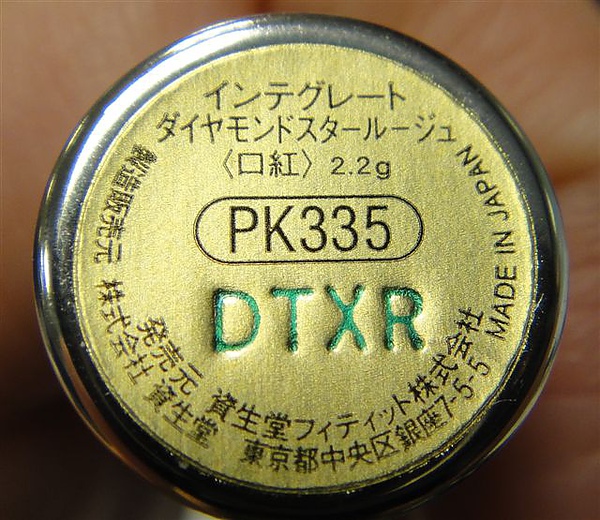 インテグレート
ダイヤモンドスタールージュ
〈口紅〉2.2g
PK335
DTXR
発売元 資生堂フィティット株式会社
製造販売元 株式会社 資生堂 東京都中央区銀座7-5-5 MADE IN JAPAN